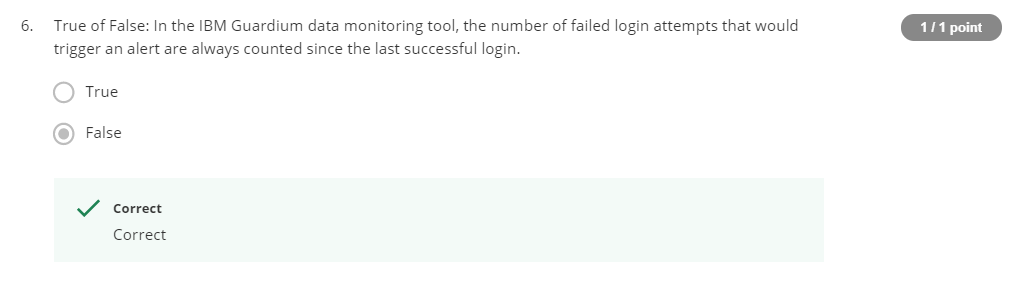 6. True of False: In the IBM Guardium data monitoring tool, the number of failed login attempts that would
trigger an alert are always counted since the last successful login.
1 / 1 point
True
False
Correct
Correct